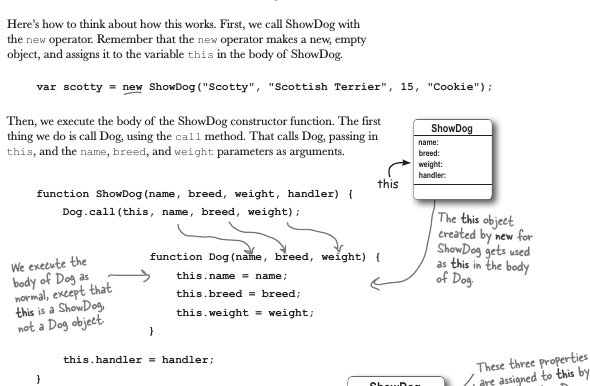 Here's how to think about how this works. First, we call ShowDog with
the new operator. Remember that the new operator makes a new, empty
object, and assigns it to the variable this in the body of ShowDog.
var scotty = new ShowDog("Scotty", "Scottish Terrier", 15, "Cookie");
Then, we execute the body of the ShowDog constructor function. The first
thing we do is call Dog, using the call method. That calls Dog, passing in
this, and the name, breed, and weight parameters as arguments.
ShowDog
name:
breed:
weight:
handler:
this
function ShowDog(name, breed, weight, handler) {
Dog.call(this, name, breed, weight);
The this object
created by new for
ShowDog gets used
as this in the body
of Dog.
We execute the
body of Dog as
normal, except that
this is a ShowDog,
not a Dog object.
function Dog(name, breed, weight) {
this.name = name;
this.breed = breed;
this.weight = weight;
}
this.handler = handler;
}
These three properties
are assigned to this by
ShowDog